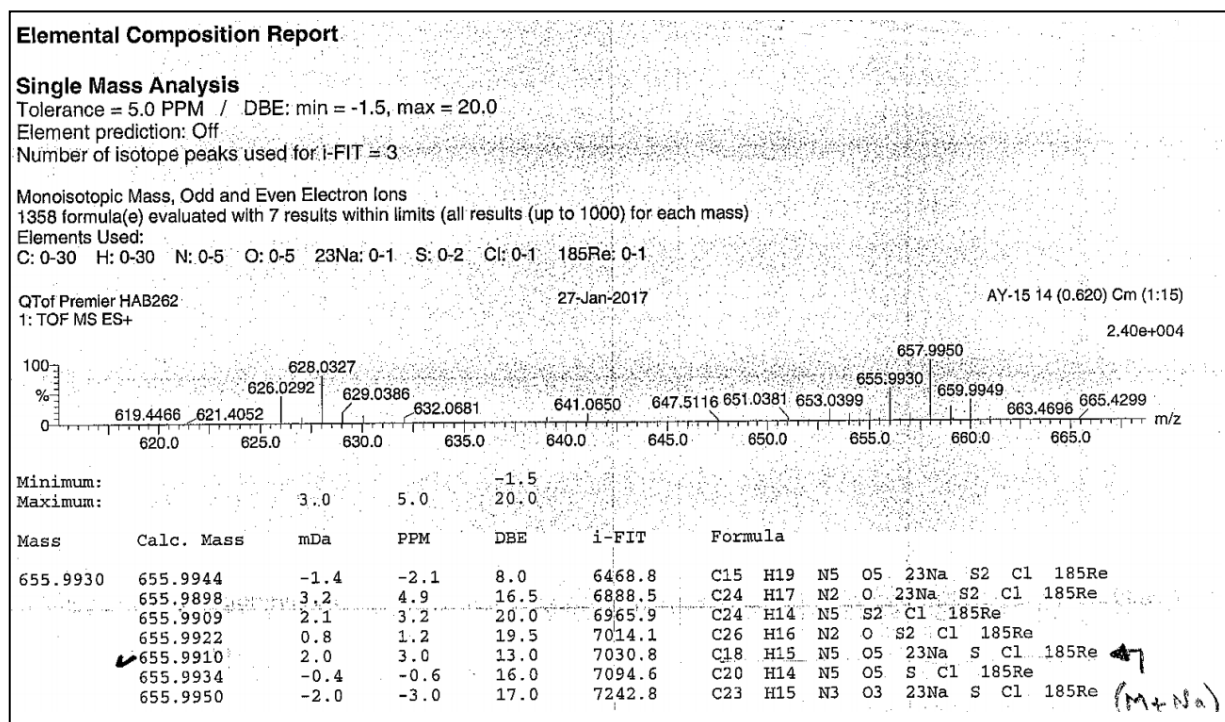 Elemental Composition Report
Single Mass Analysis
Tolerance = 5.0 PPM / DBE: min = -1.5, max = 20.0
Element prediction: Off
Number of isotope peaks used for i-FIT = 3
Monoisotopic Mass, Odd and Even Electron Ions
1358 formula(e) evaluated with 7 results within limits (all results (up to 1000) for each mass)
Elements Used:
C: 0-30 H: 0-30 N: 0-5 O: 0-5 23Na: 0-1 S: 0-2 Cl: 0-1 185Re: 0-1
QTof Premier HAB262 27-Jan-2017 AY-15 14 (0.620) Cm (1:15)
1: TOF MS ES+
2.40e+004
100
%
0
657.9950
628.0327
655.9930
626.0292
659.9949
629.0386
619.4466 621.4052 632.0681 641.0650 647.5116 651.0381 653.0399 663.4696 665.4299
m/z
620.0 625.0 630.0 635.0 640.0 645.0 650.0 655.0 660.0 665.0
Minimum: -1.5
Maximum: 3.0 5.0 20.0
Mass Calc. Mass mDa PPM DBE i-FIT Formula
655.9930 655.9944 -1.4 -2.1 8.0 6468.8 C15 H19 N5 O5 23Na S2 Cl 185Re
655.9898 3.2 4.9 16.5 6888.5 C24 H17 N2 O 23Na S2 Cl 185Re
655.9909 2.1 3.2 20.0 6965.9 C24 H14 N5 S2 Cl 185Re
655.9922 0.8 1.2 19.5 7014.1 C26 H16 N2 O S2 Cl 185Re
655.9910 2.0 3.0 13.0 7030.8 C18 H15 N5 O5 23Na S Cl 185Re
655.9934 -0.4 -0.6 16.0 7094.6 C20 H14 N5 O5 S Cl 185Re
655.9950 -2.0 -3.0 17.0 7242.8 C23 H15 N3 O3 23Na S Cl 185Re
(M+Na)